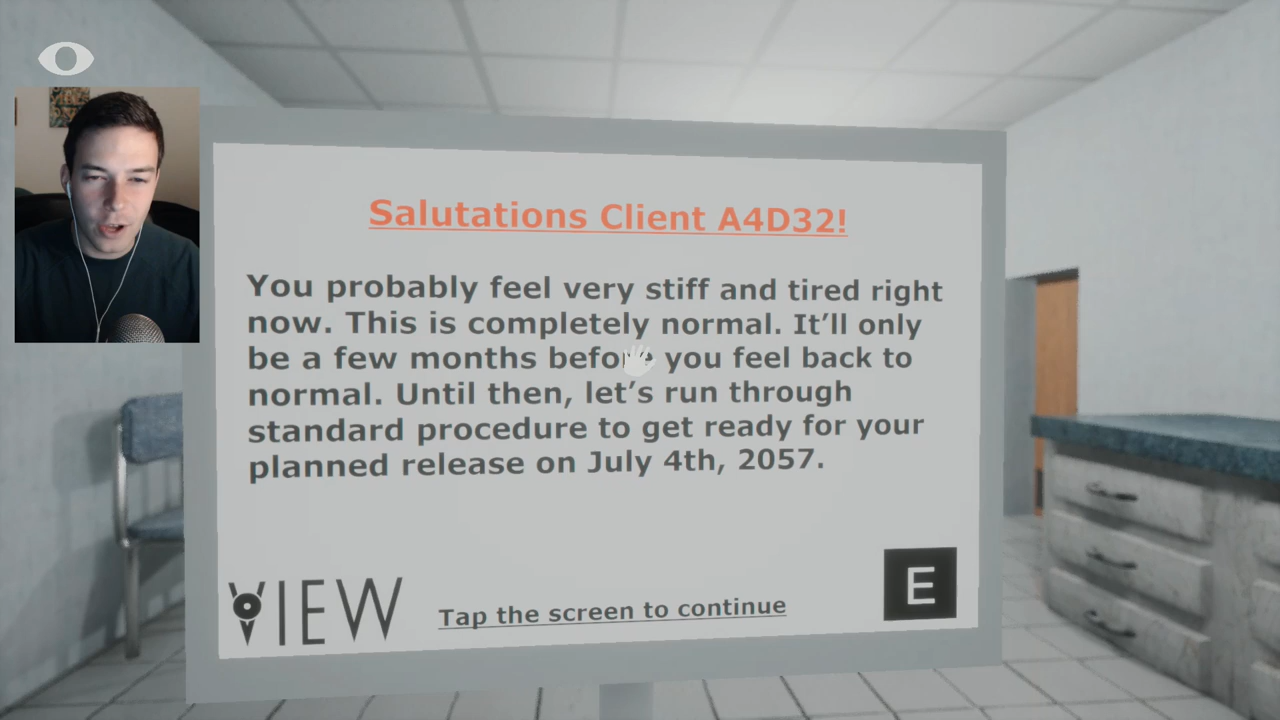 Salutations Client A4D32!
You probably feel very stiff and tired right
now. This is completely normal. It’ll only
be a few months before you feel back to
normal. Until then, let’s run through
standard procedure to get ready for your
planned release on July 4th, 2057.
VIEW
Tap the screen to continue
E